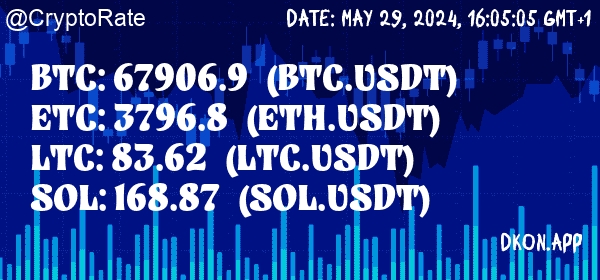 @CryptoRate
DATE: MAY 29, 2024, 16:05:05 GMT+1
BTC: 67906.9 (BTC.USDT)
ETC: 3796.8 (ETH.USDT)
LTC: 83.62 (LTC.USDT)
SOL: 168.87 (SOL.USDT)
DKON.APP